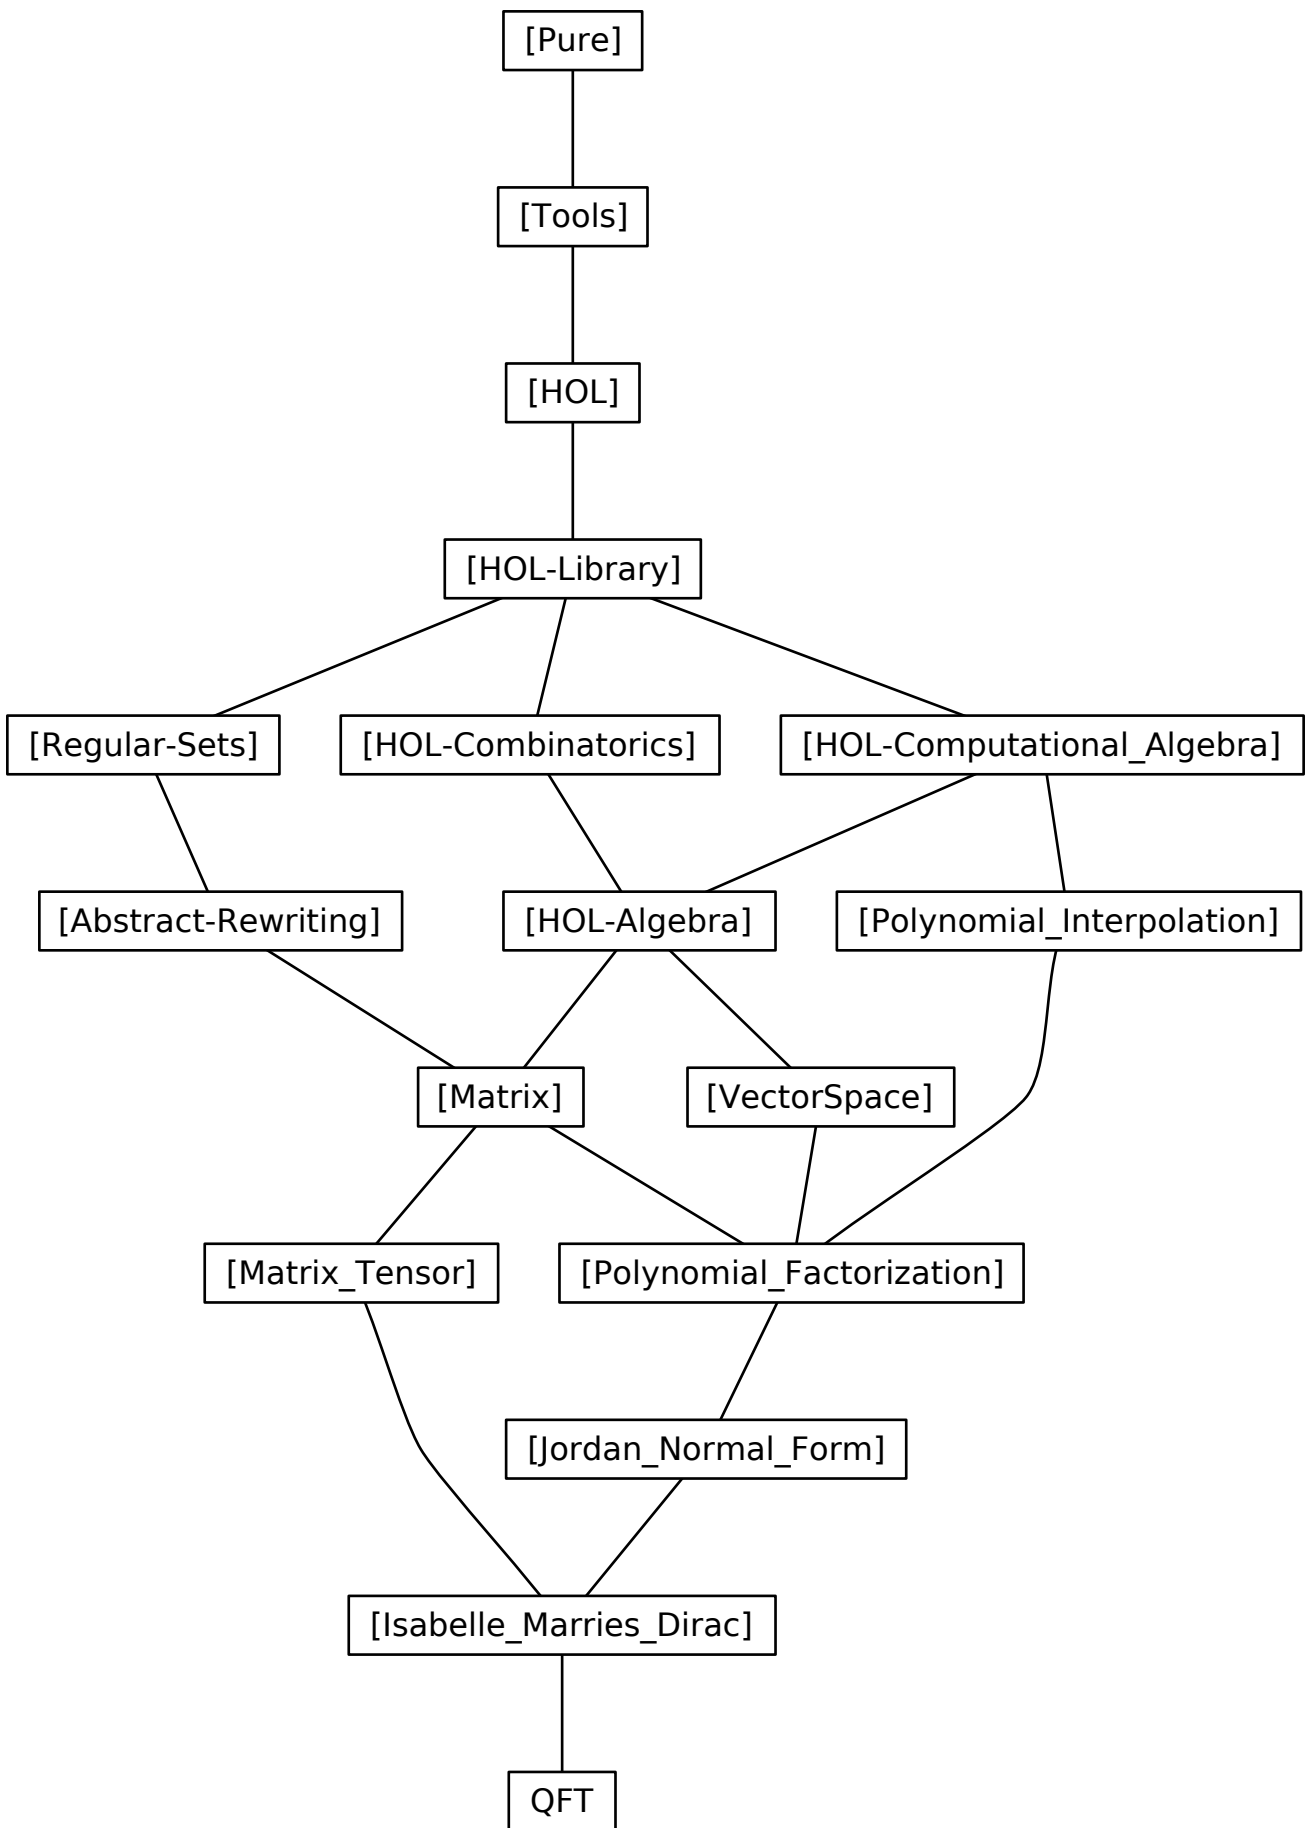 [Pure]
[Tools]
[HOL]
[HOL-Library]
[Regular-Sets]
[HOL-Combinatorics]
[HOL-Computational_Algebra]
[Abstract-Rewriting]
[HOL-Algebra]
[Polynomial_Interpolation]
[Matrix]
[VectorSpace]
[Matrix_Tensor]
[Polynomial_Factorization]
[Jordan_Normal_Form]
[Isabelle_Marries_Dirac]
QFT